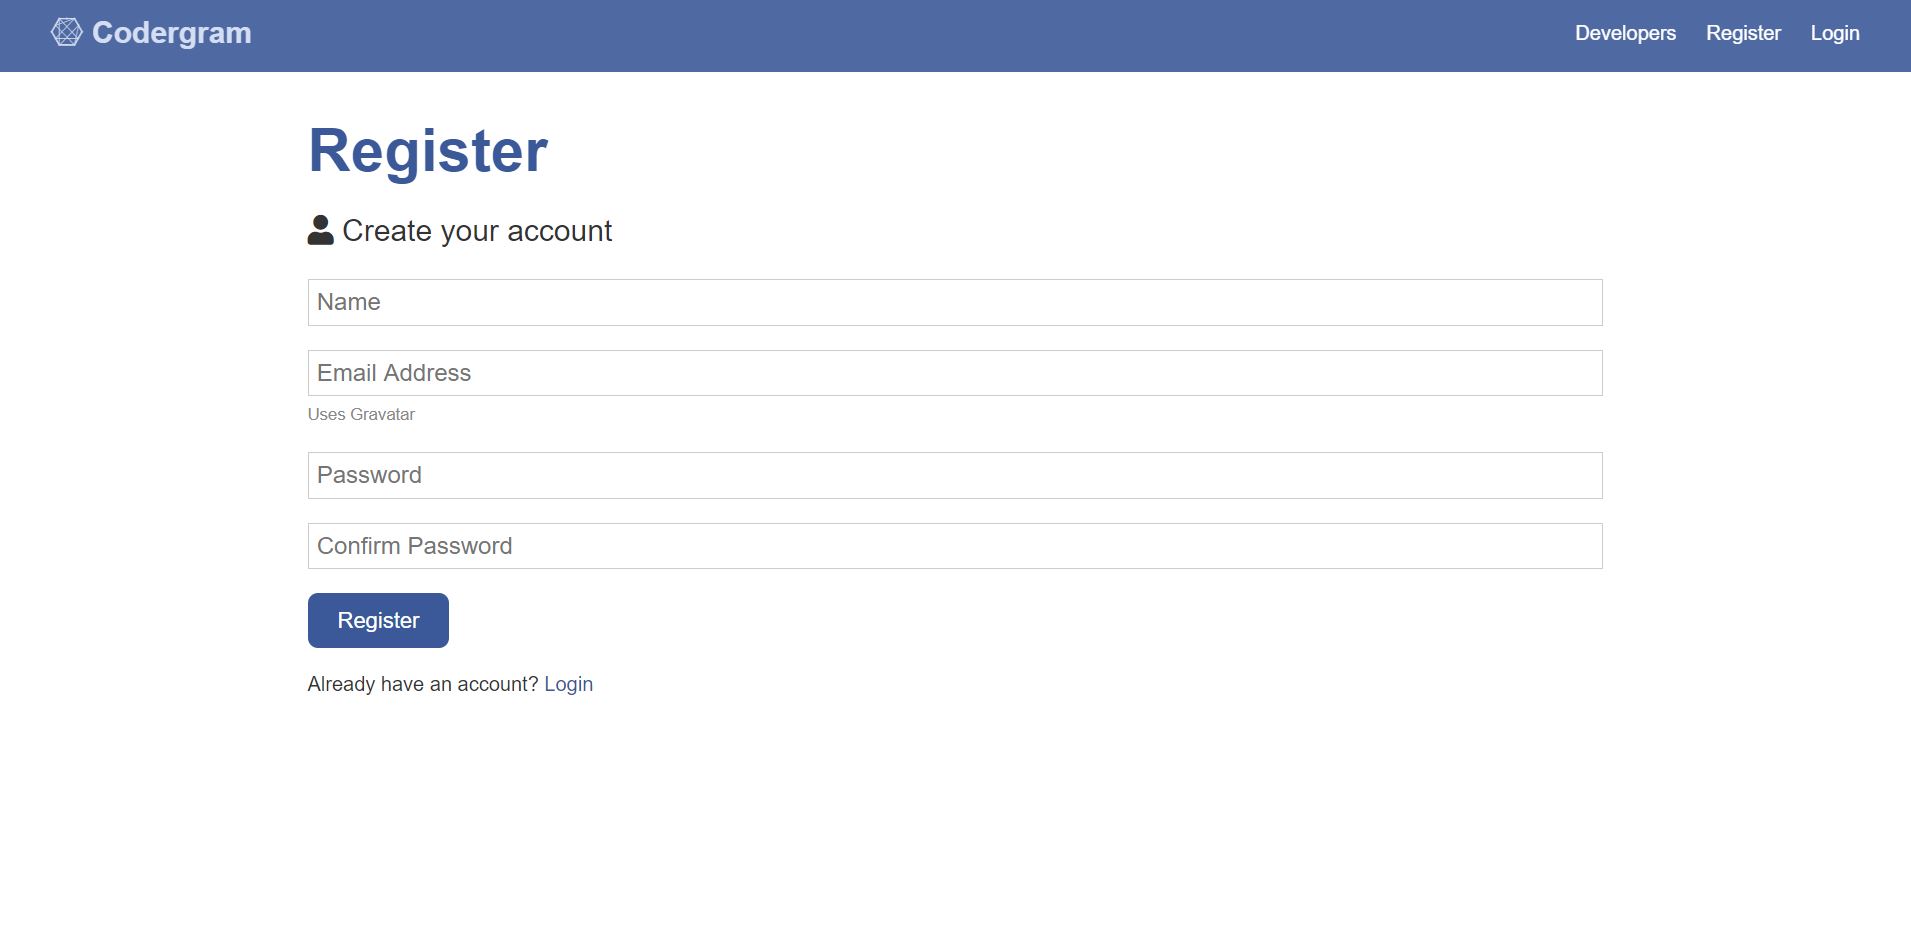 Codergram
Developers Register Login
Register
Create your account
Name
Email Address
Uses Gravatar
Password
Confirm Password
Register
Already have an account? Login